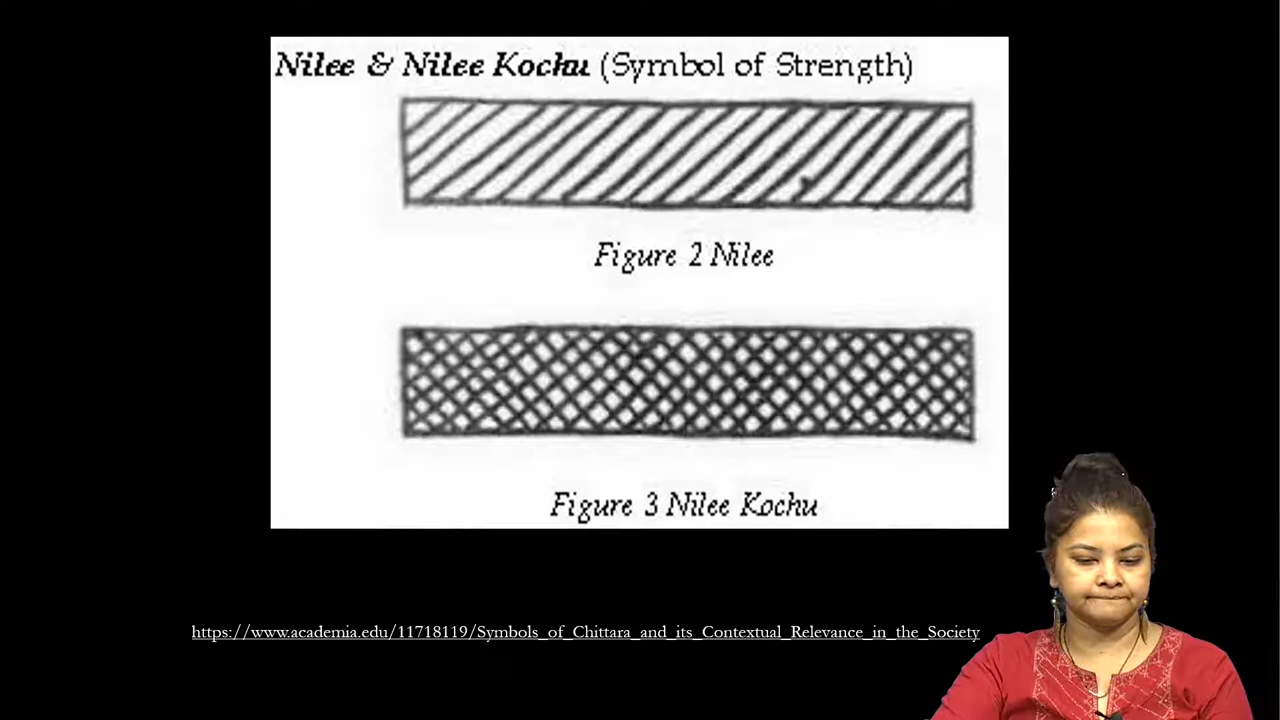 Nilee & Nilee Kochu (Symbol of Strength)
Figure 2 Nilee
Figure 3 Nilee Kochu
https://www.academia.edu/11718119/Symbols_of_Chittara_and_its_Contextual_Relevance_in_the_Society